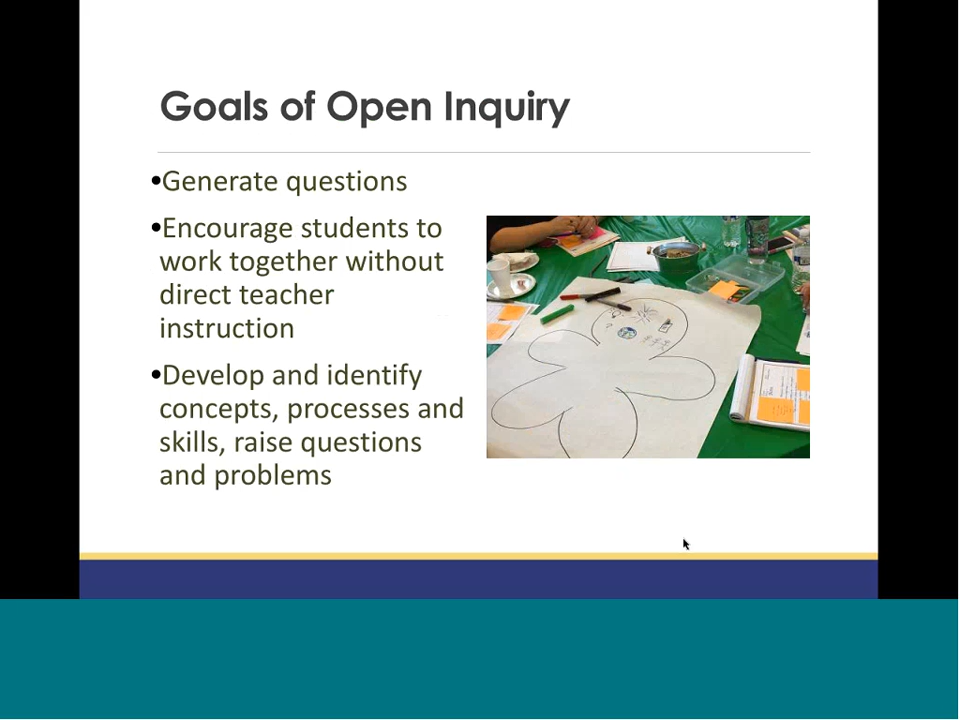 Goals of Open Inquiry
•Generate questions
•Encourage students to
work together without
direct teacher
instruction
•Develop and identify
concepts, processes and
skills, raise questions
and problems